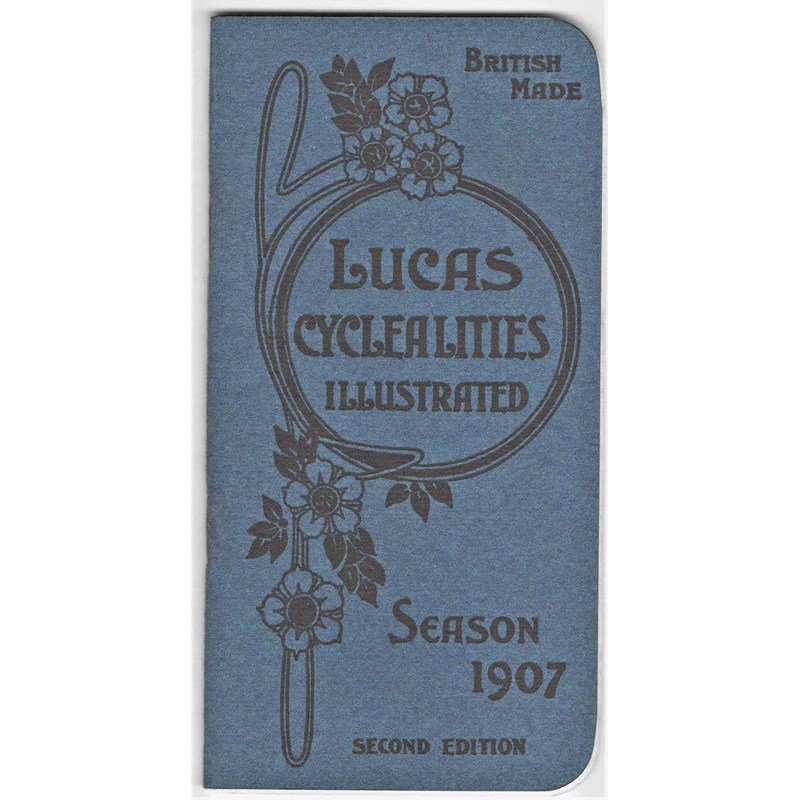 BRITISH
MADE
LUCAS
CYCLEALITIES
ILLUSTRATED
SEASON
1907
SECOND EDITION